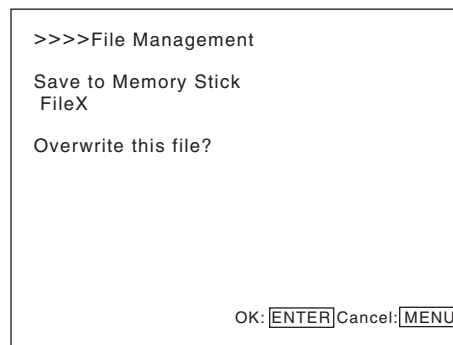 >>>>File Management
Save to Memory Stick
FileX
Overwrite this file?
OK: ENTER Cancel: MENU